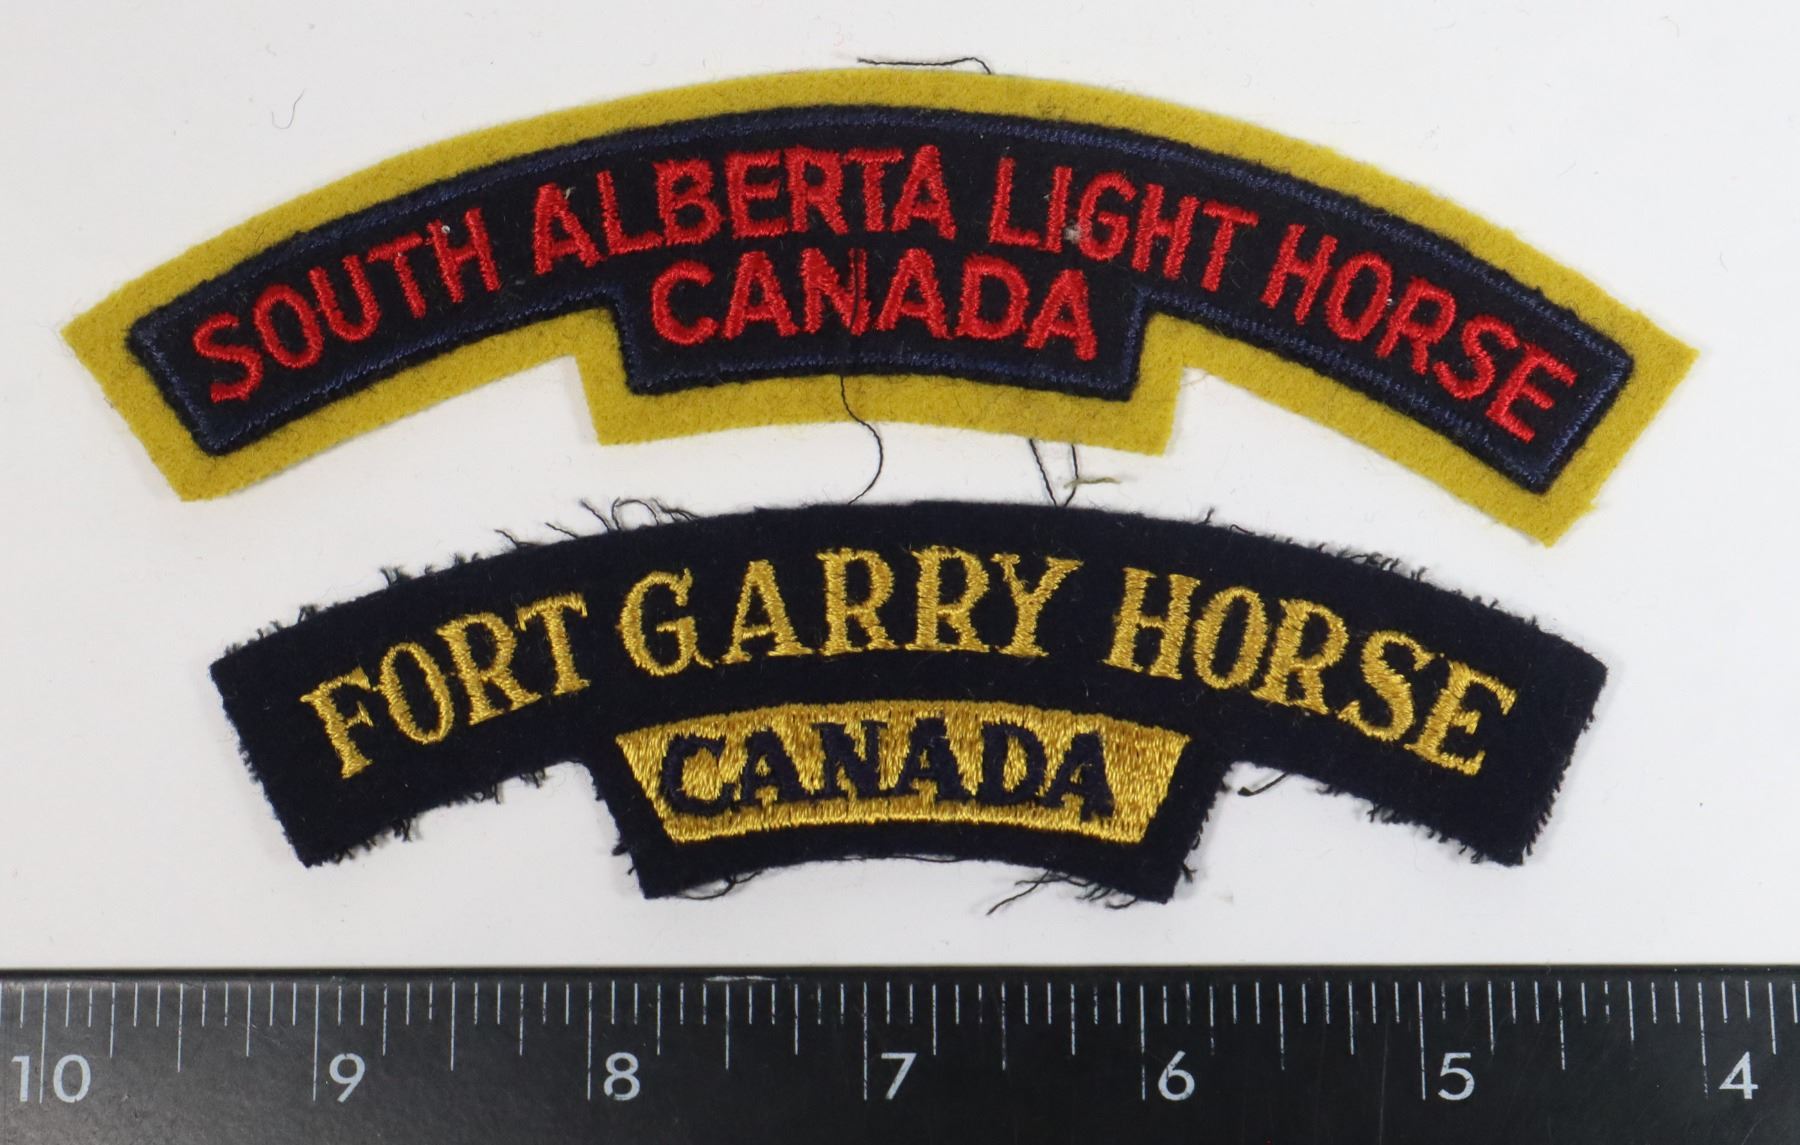 SOUTH ALBERTA LIGHT HORSE
CANADA
FORT GARRY HORSE
CANADA
10 9 8 7 6 5 4